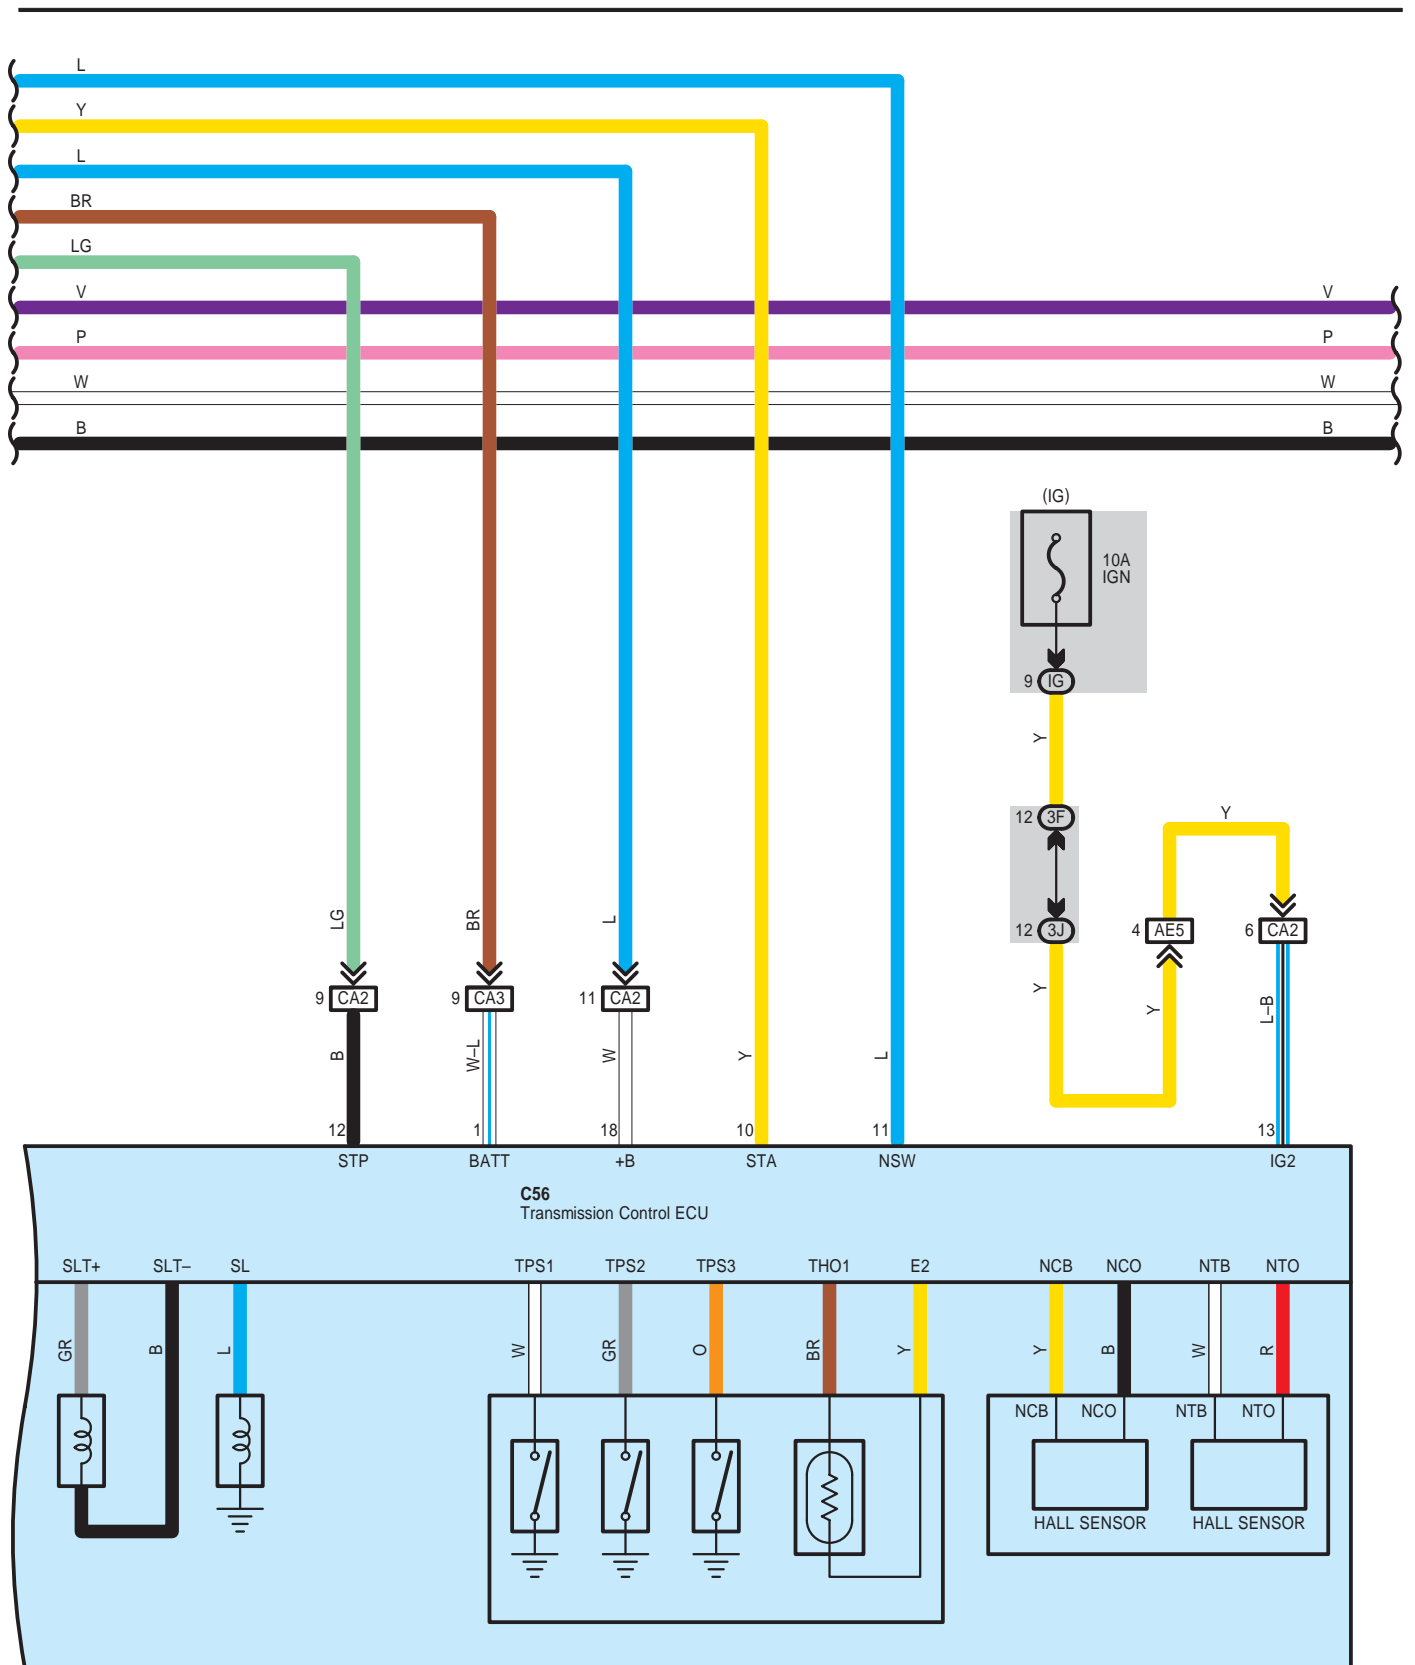 L
Y
L
BR
LG
V V
P P
W W
B B
(IG)
10A
IGN
9 IG
Y
12 3F
Y
LG BR L
12 3J 4 AE5 6 CA2
9 CA2 9 CA3 11 CA2
Y Y L–B
B W–L W Y L
12 1 18 10 11 13
STP BATT +B STA NSW IG2
C56
Transmission Control ECU
SLT+ SLT– SL TPS1 TPS2 TPS3 THO1 E2 NCB NCO NTB NTO
GR B L W GR O BR Y Y B W R
NCB NCO NTB NTO
HALL SENSOR HALL SENSOR